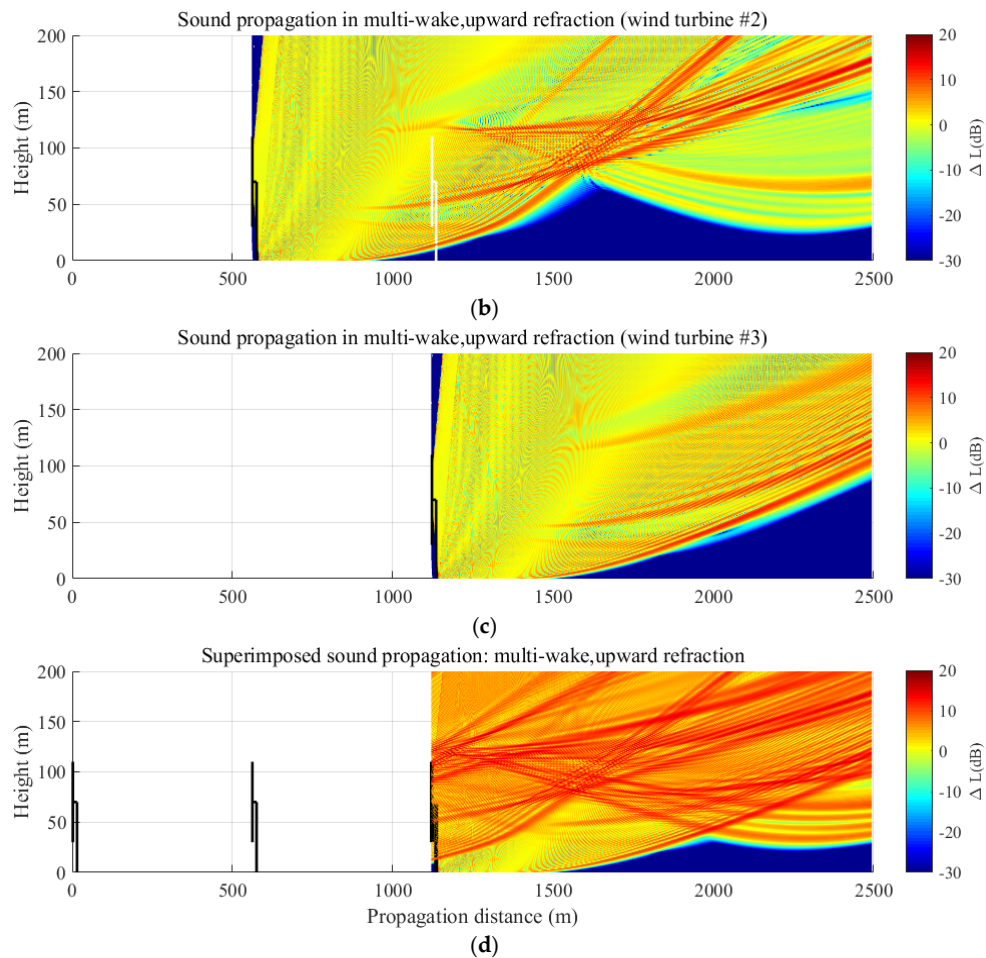 Sound propagation in multi-wake,upward refraction (wind turbine #2)
200
150
100
50
0
Height (m)
0 500 1000 1500 2000 2500
20
10
0
-10
-20
-30
Δ L(dB)
(b)
Sound propagation in multi-wake,upward refraction (wind turbine #3)
200
150
100
50
0
Height (m)
0 500 1000 1500 2000 2500
20
10
0
-10
-20
-30
Δ L(dB)
(c)
Superimposed sound propagation: multi-wake,upward refraction
200
150
100
50
0
Height (m)
0 500 1000 1500 2000 2500
Propagation distance (m)
20
10
0
-10
-20
-30
Δ L(dB)
(d)